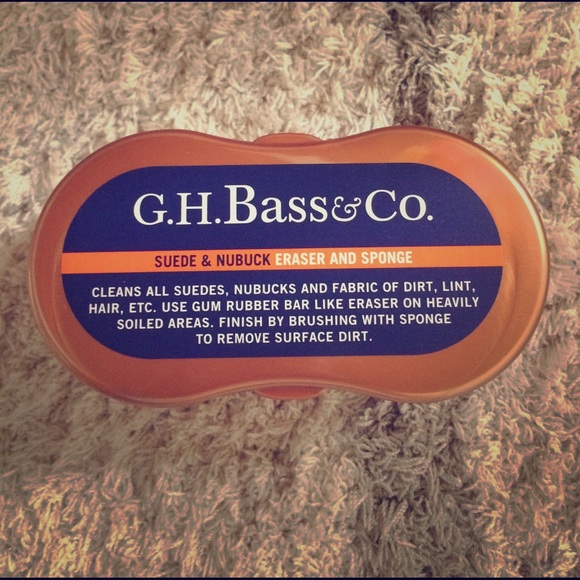 G.H.Bass&Co.
SUEDE & NUBUCK ERASER AND SPONGE
CLEANS ALL SUEDES, NUBUCKS AND FABRIC OF DIRT, LINT,
HAIR, ETC. USE GUM RUBBER BAR LIKE ERASER ON HEAVILY
SOILED AREAS. FINISH BY BRUSHING WITH SPONGE
TO REMOVE SURFACE DIRT.